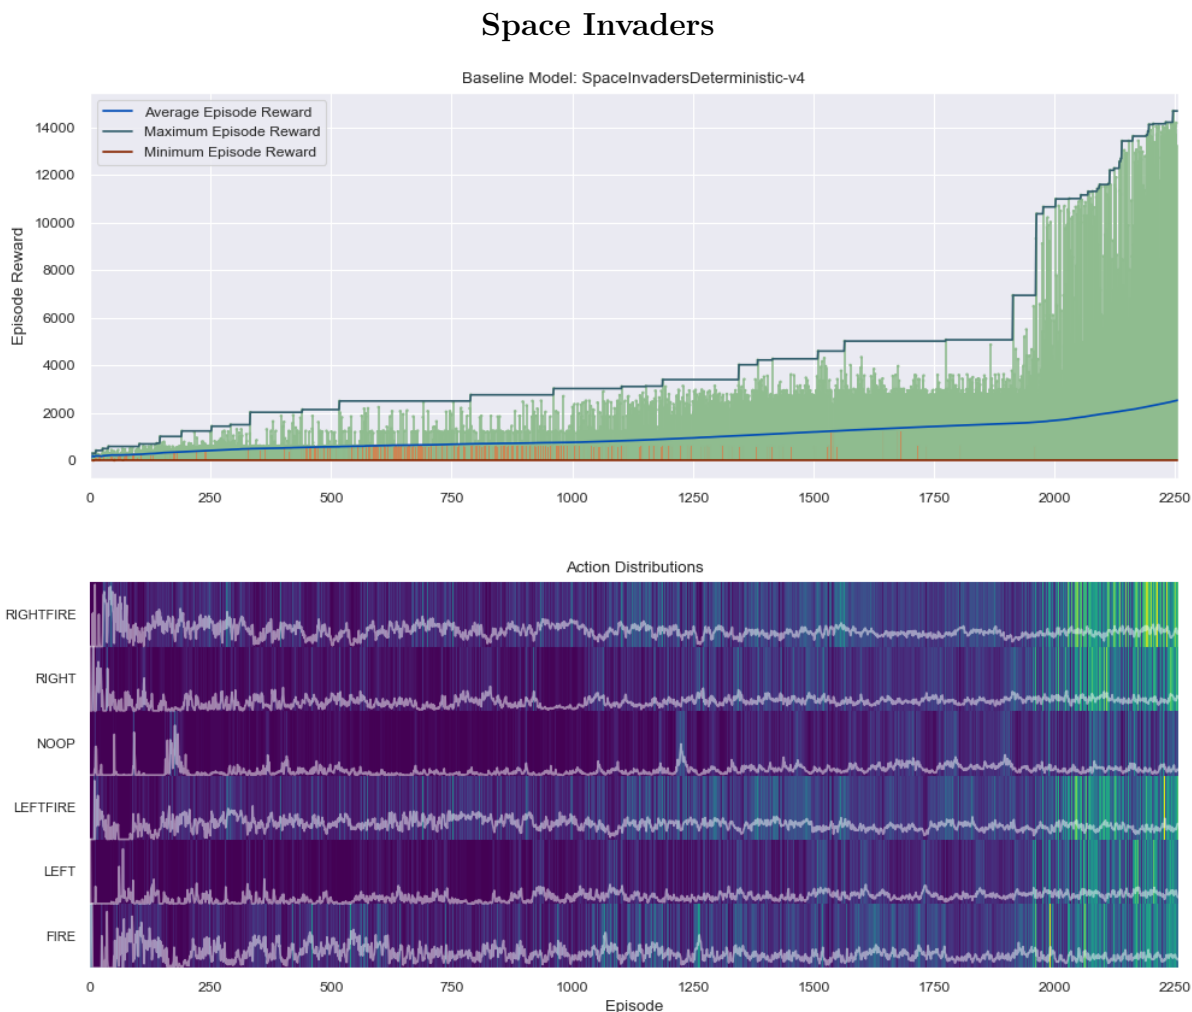 Space Invaders
Baseline Model: SpaceInvadersDeterministic-v4
Average Episode Reward
Maximum Episode Reward
Minimum Episode Reward
Episode Reward
14000
12000
10000
8000
6000
4000
2000
0
0 250 500 750 1000 1250 1500 1750 2000 2250
Action Distributions
RIGHTFIRE
RIGHT
NOOP
LEFTFIRE
LEFT
FIRE
0 250 500 750 1000 1250 1500 1750 2000 2250
Episode